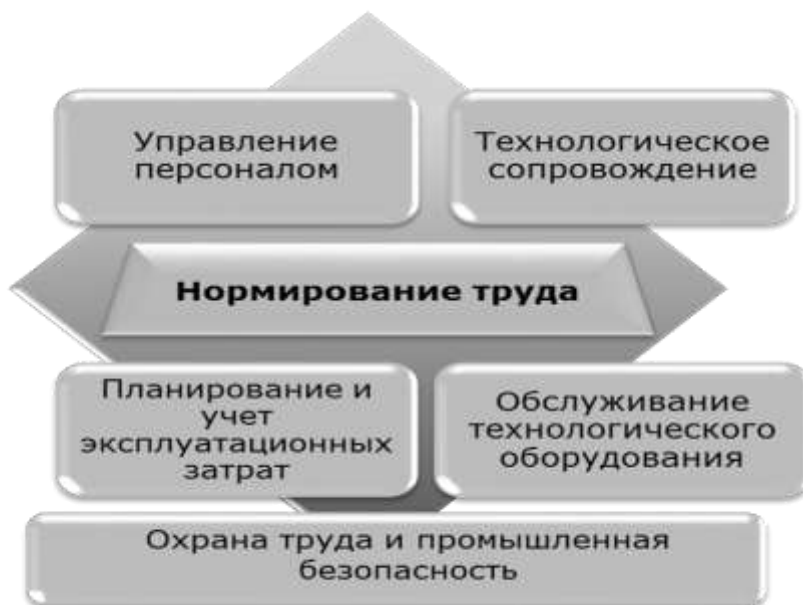 Управление
персоналом
Технологическое
сопровождение
Нормирование труда
Планирование и
учет
эксплуатационных
затрат
Обслуживание
технологического
оборудования
Охрана труда и промышленная
безопасность